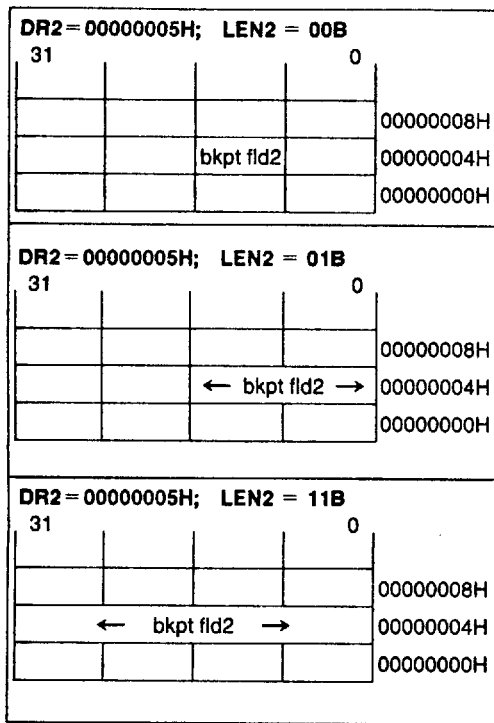 DR2=00000005H; LEN2 = 00B
31 0
00000008H
bkpt fld2 00000004H
00000000H
DR2=00000005H; LEN2 = 01B
31 0
00000008H
← bkpt fld2 → 00000004H
00000000H
DR2=00000005H; LEN2 = 11B
31 0
00000008H
← bkpt fld2 → 00000004H
00000000H